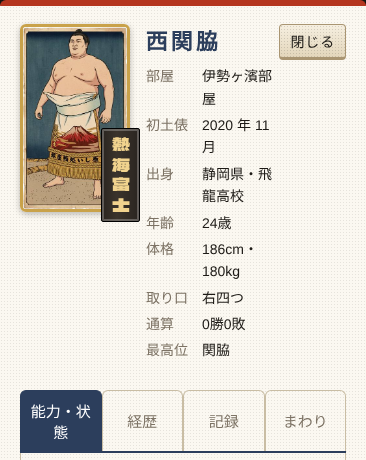 西関脇
閉じる
部屋 伊勢ヶ濱部
屋
初土俵 2020 年 11
月
出身 静岡県・飛
龍高校
年齢 24歳
体格 186cm・
180kg
取り口 右四つ
通算 0勝0敗
最高位 関脇
熱海富士
能力・状
態
経歴
記録
まわり